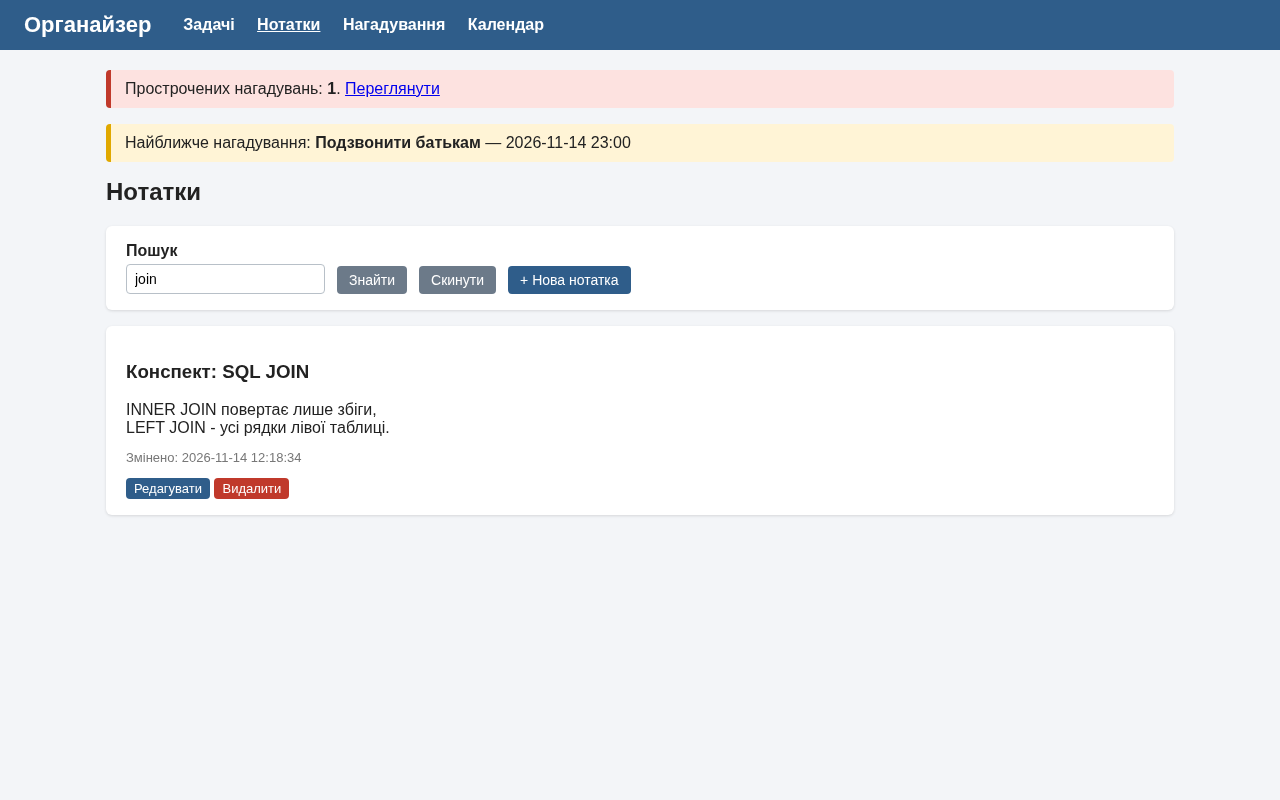 Органайзер Задачі Нотатки Нагадування Календар
Прострочених нагадувань: 1. Переглянути
Найближче нагадування: Подзвонити батькам — 2026-11-14 23:00
Нотатки
Пошук
join Знайти Скинути + Нова нотатка
Конспект: SQL JOIN
INNER JOIN повертає лише збіги,
LEFT JOIN - усі рядки лівої таблиці.
Змінено: 2026-11-14 12:18:34
Редагувати Видалити